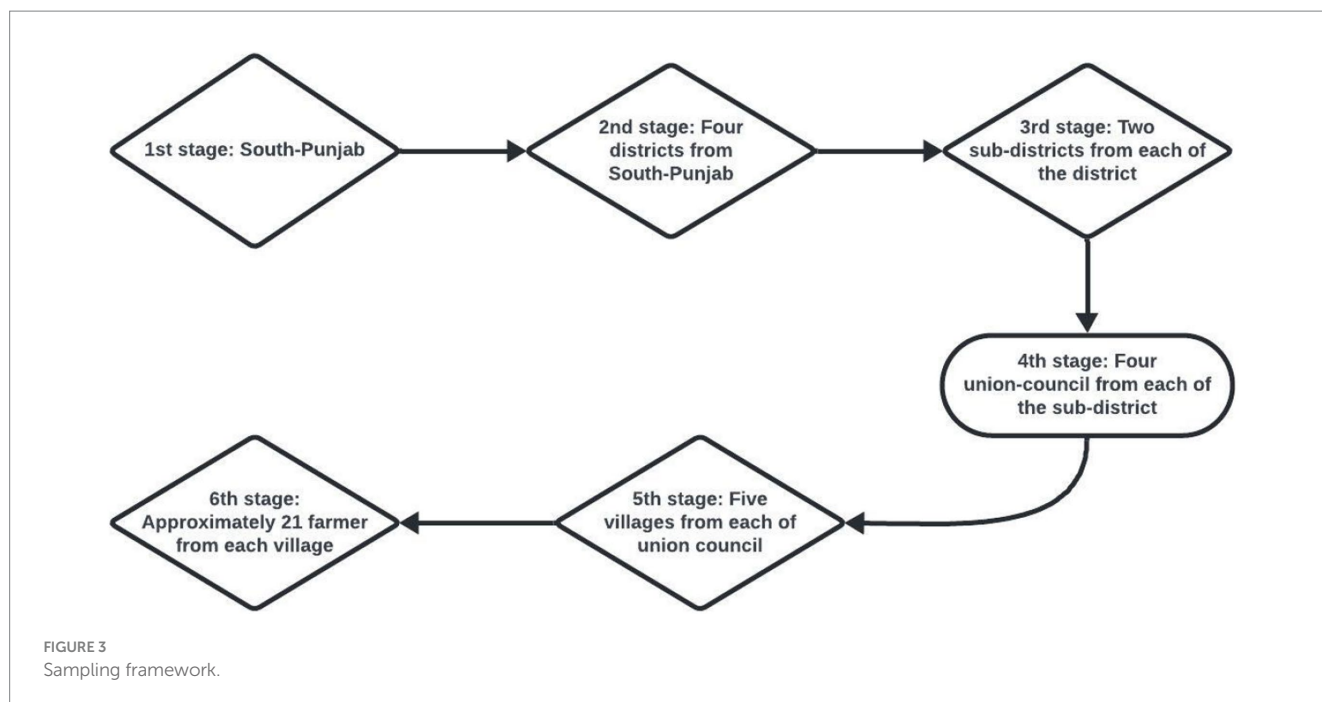 1st stage: South-Punjab
2nd stage: Four
districts from
South-Punjab
3rd stage: Two
sub-districts from each of
the district
4th stage: Four
union-council from each of
the sub-district
5th stage: Five
villages from each of
union council
6th stage:
Approximately 21 farmer
from each village
FIGURE 3
Sampling framework.